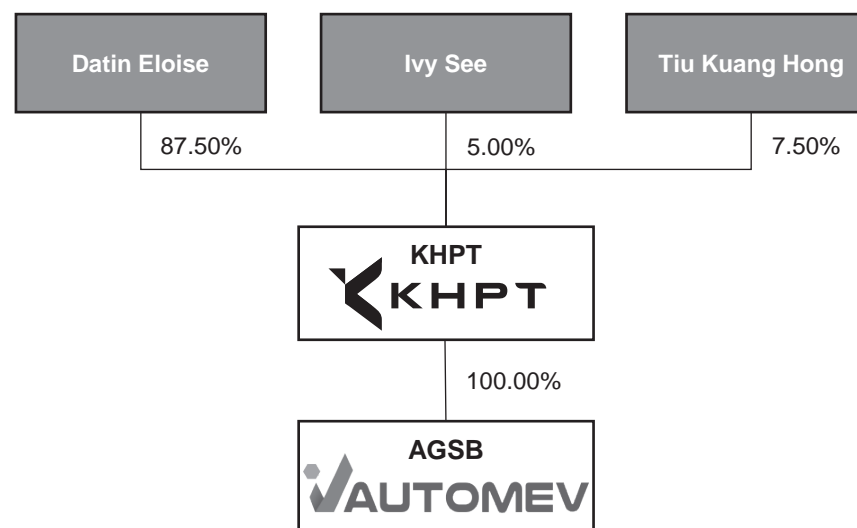 Datin Eloise
Ivy See
Tiu Kuang Hong
87.50%
5.00%
7.50%
KHPT
KHPT
100.00%
AGSB
AUTOMEV